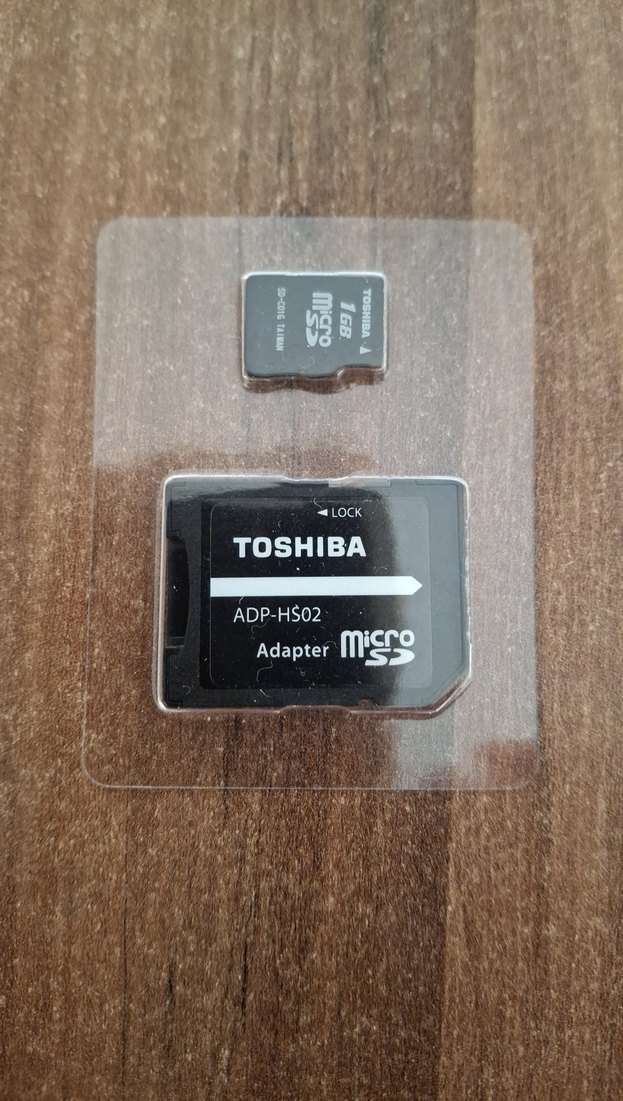 TOSHIBA
1GB
Micro
SD
SD-C01G TAIWAN
LOCK
TOSHIBA
ADP-HS02
Adapter Micro
SD